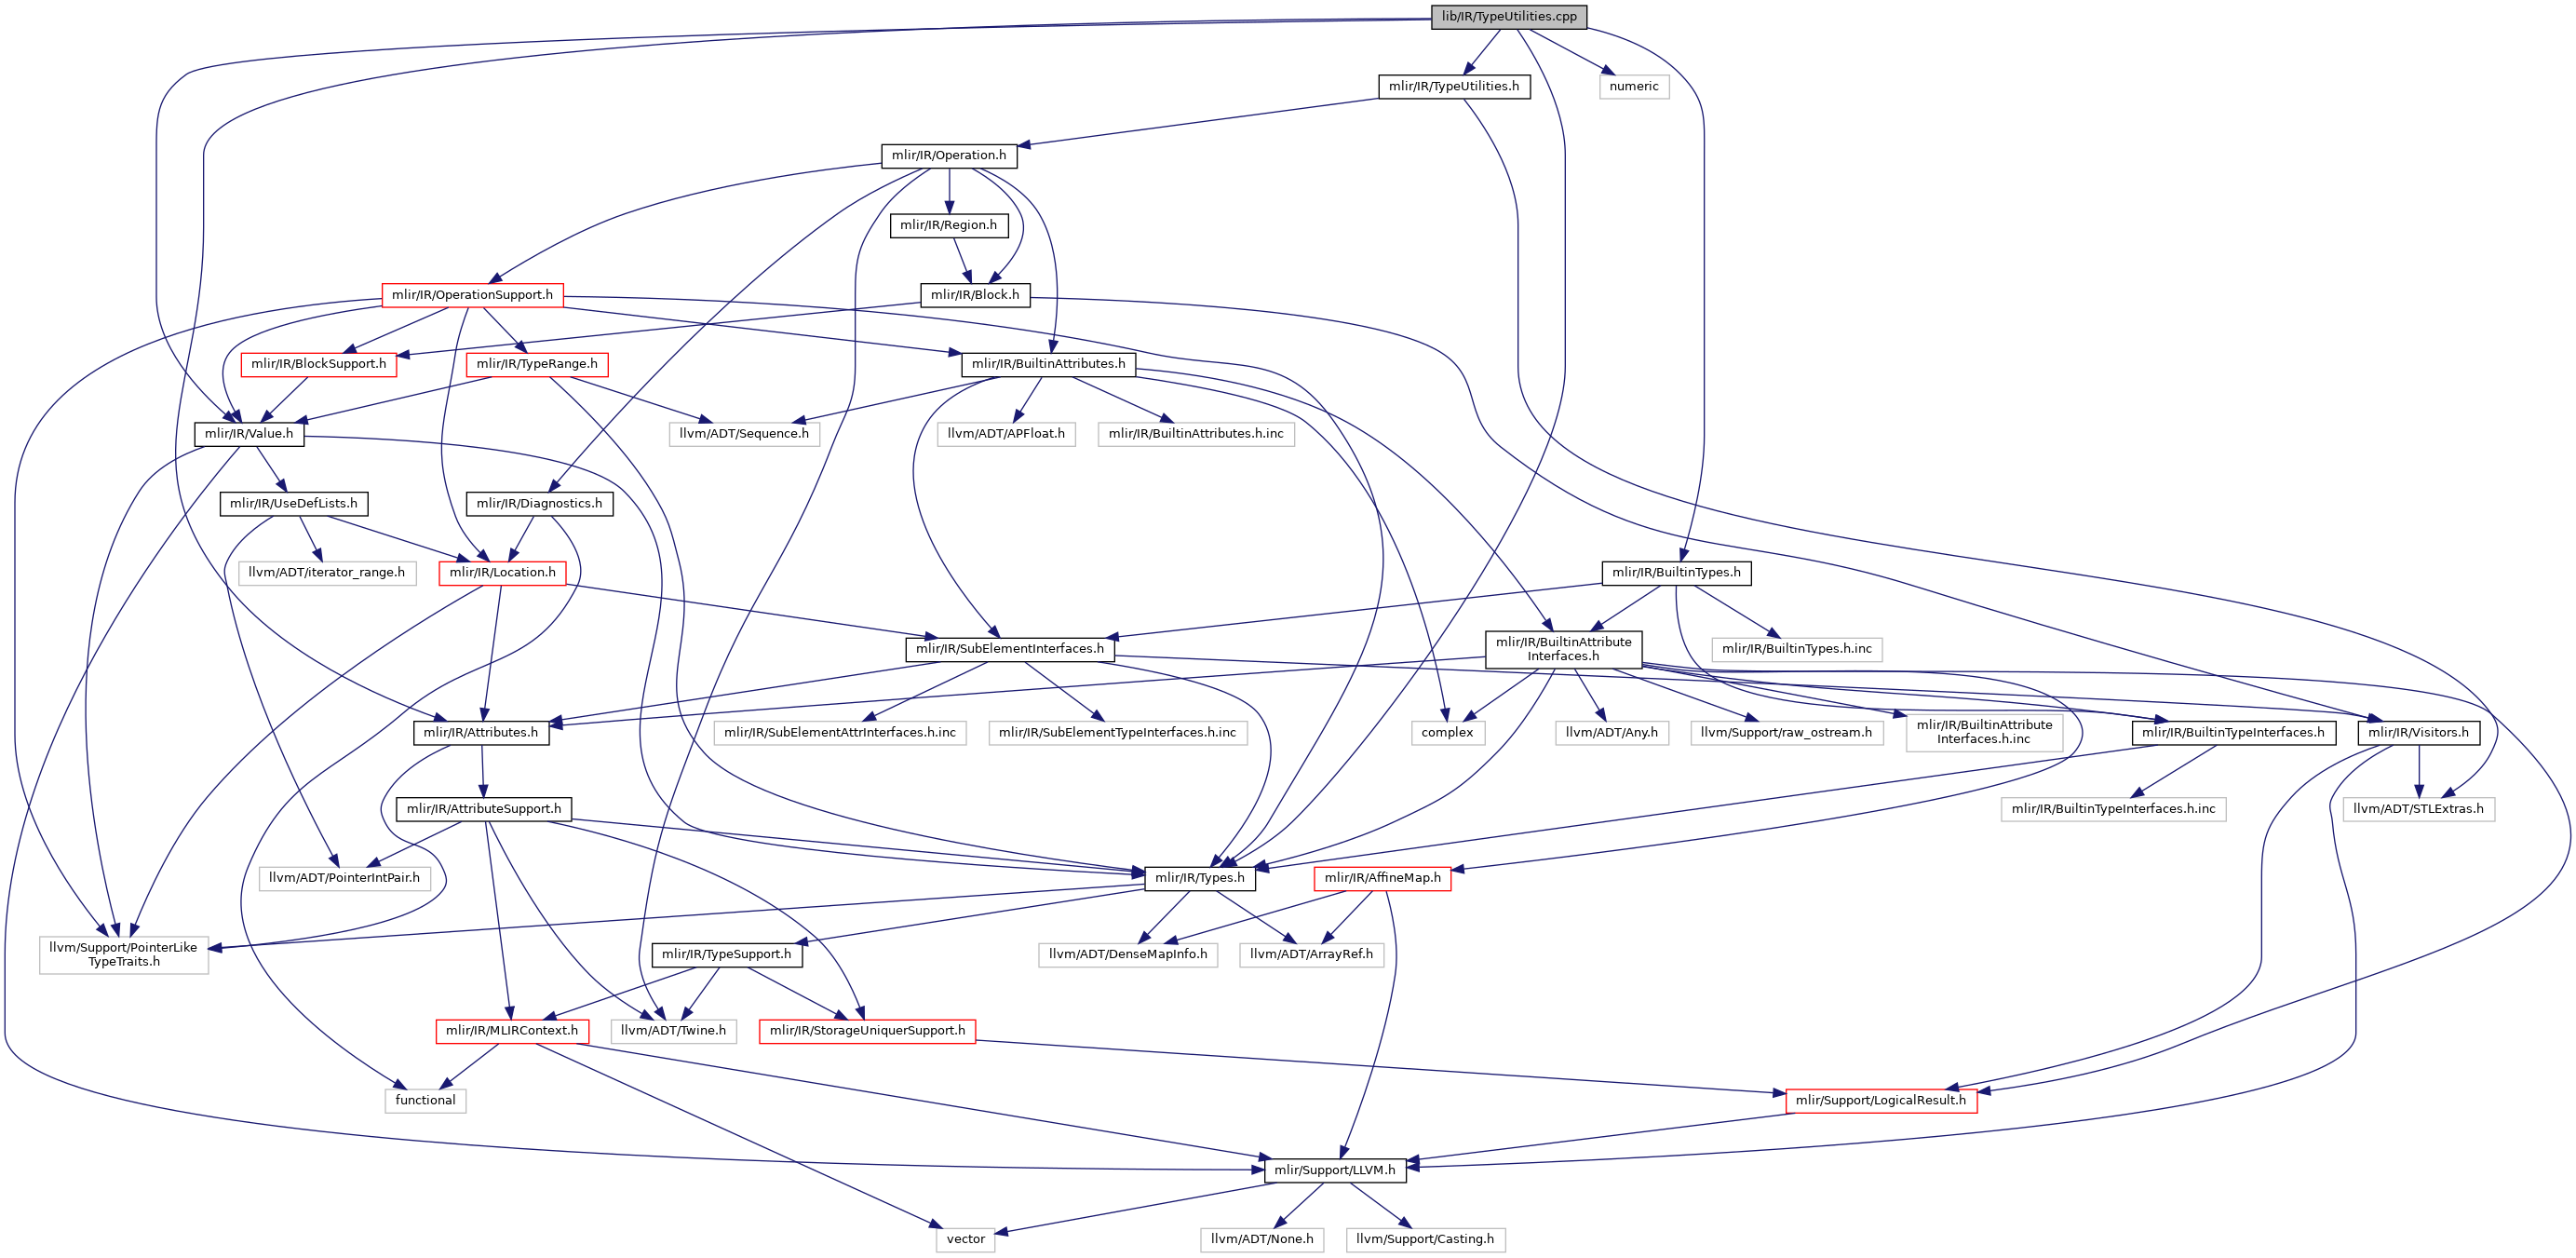 lib/IR/TypeUtilities.cpp
mlir/IR/TypeUtilities.h
numeric
mlir/IR/Operation.h
mlir/IR/Region.h
mlir/IR/OperationSupport.h
mlir/IR/Block.h
mlir/IR/BlockSupport.h
mlir/IR/TypeRange.h
mlir/IR/BuiltinAttributes.h
mlir/IR/Value.h
llvm/ADT/Sequence.h
llvm/ADT/APFloat.h
mlir/IR/BuiltinAttributes.h.inc
mlir/IR/UseDefLists.h
mlir/IR/Diagnostics.h
llvm/ADT/iterator_range.h
mlir/IR/Location.h
mlir/IR/BuiltinTypes.h
mlir/IR/SubElementInterfaces.h
mlir/IR/BuiltinAttribute
Interfaces.h
mlir/IR/BuiltinTypes.h.inc
mlir/IR/Attributes.h
mlir/IR/SubElementAttrInterfaces.h.inc
mlir/IR/SubElementTypeInterfaces.h.inc
complex
llvm/ADT/Any.h
llvm/Support/raw_ostream.h
mlir/IR/BuiltinAttribute
Interfaces.h.inc
mlir/IR/BuiltinTypeInterfaces.h
mlir/IR/Visitors.h
mlir/IR/AttributeSupport.h
mlir/IR/BuiltinTypeInterfaces.h.inc
llvm/ADT/STLExtras.h
llvm/ADT/PointerIntPair.h
mlir/IR/Types.h
mlir/IR/AffineMap.h
llvm/Support/PointerLike
TypeTraits.h
mlir/IR/TypeSupport.h
llvm/ADT/DenseMapInfo.h
llvm/ADT/ArrayRef.h
mlir/IR/MLIRContext.h
llvm/ADT/Twine.h
mlir/IR/StorageUniquerSupport.h
functional
mlir/Support/LogicalResult.h
mlir/Support/LLVM.h
vector
llvm/ADT/None.h
llvm/Support/Casting.h